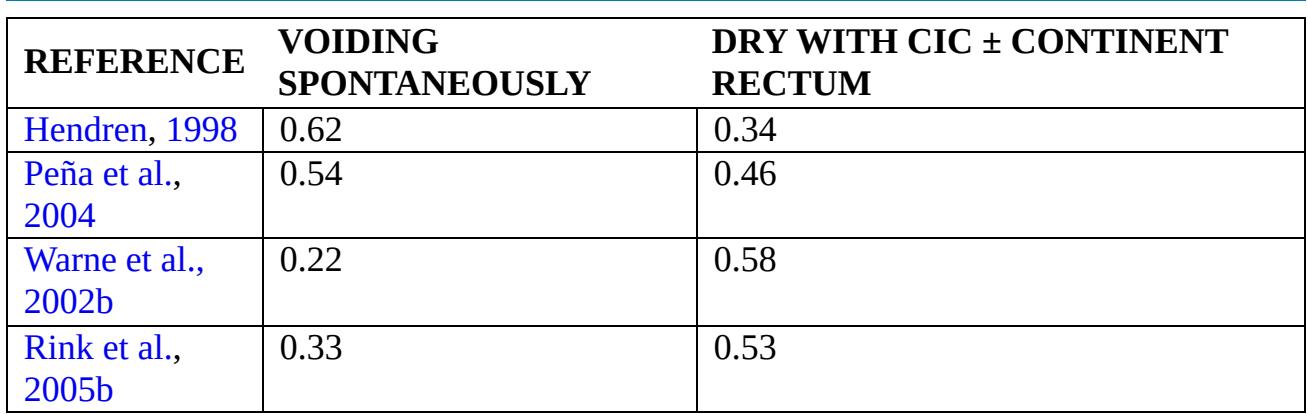 REFERENCE
VOIDING
SPONTANEOUSLY
DRY WITH CIC ± CONTINENT
RECTUM
Hendren, 1998
0.62
0.34
Peña et al.,
2004
0.54
0.46
Warne et al.,
2002b
0.22
0.58
Rink et al.,
2005b
0.33
0.53